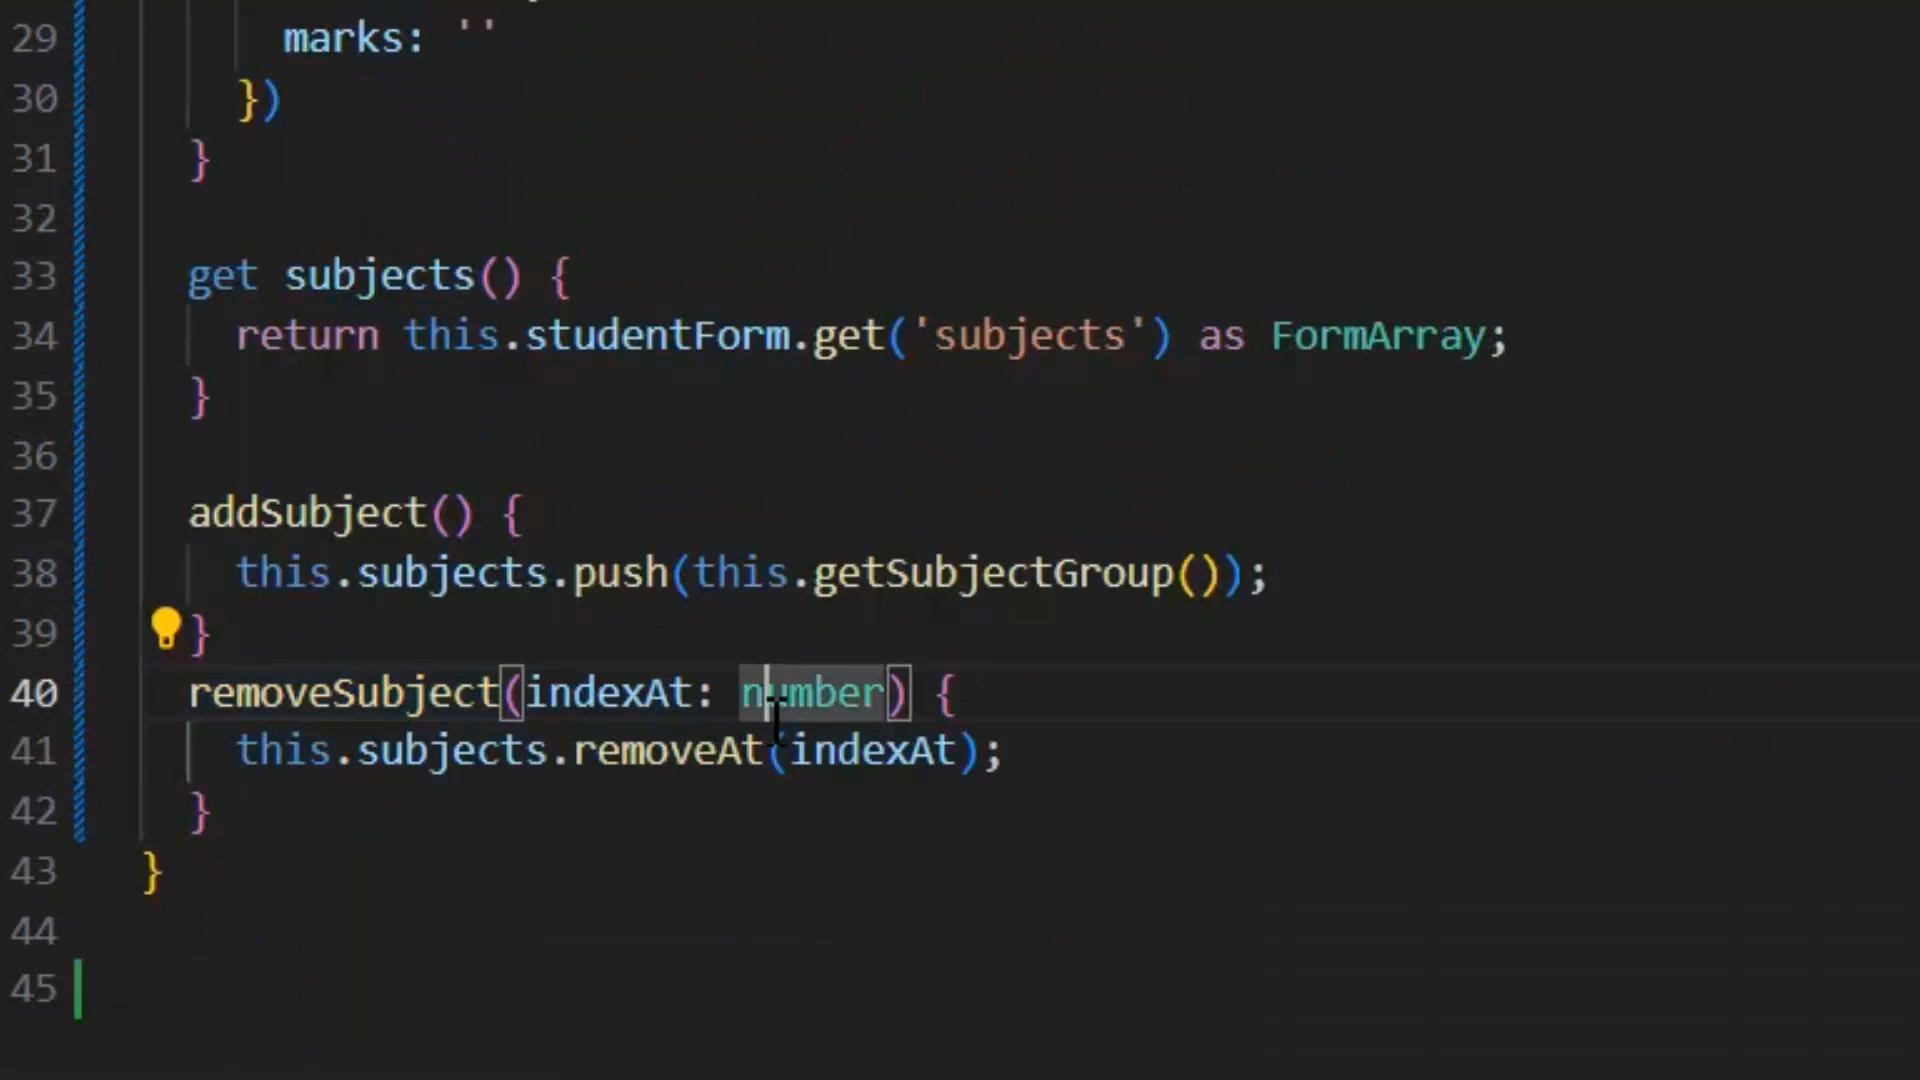 29 marks: ''
30 })
31 }
32
33 get subjects() {
34 return this.studentForm.get('subjects') as FormArray;
35 }
36
37 addSubject() {
38 this.subjects.push(this.getSubjectGroup());
39 }
40 removeSubject(indexAt: number) {
41 this.subjects.removeAt(indexAt);
42 }
43 }
44
45